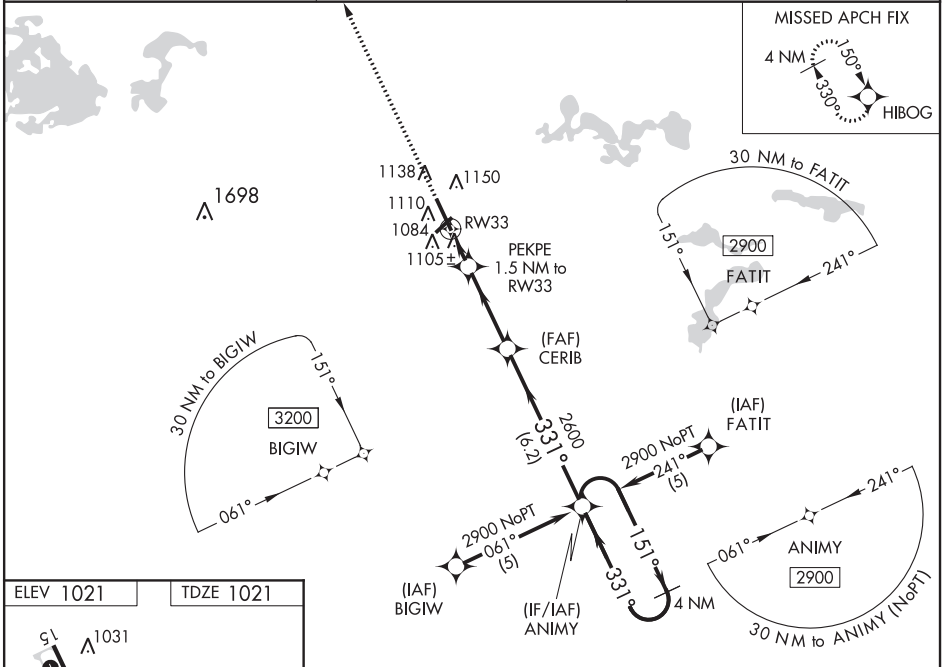 MISSED APCH FIX
4 NM
150°
330°
HIBOG
30 NM to FATIT
151°
2900
FATIT
241°
1698
1138
1150
1110
RW33
1084
1105±
PEKPE
1.5 NM to
RW33
(FAF)
CERIB
30 NM to BIGIW
151°
3200
BIGIW
061°
2600
331°
(6.2)
(IAF)
FATIT
2900 NoPT
241°
(5)
2900 NoPT
061°
(5)
(IAF)
BIGIW
(IF/IAF)
ANIMY
151°
331°
4 NM
241°
061°
ANIMY
2900
30 NM to ANIMY (NoPT)
ELEV 1021
TDZE 1021
15
1031